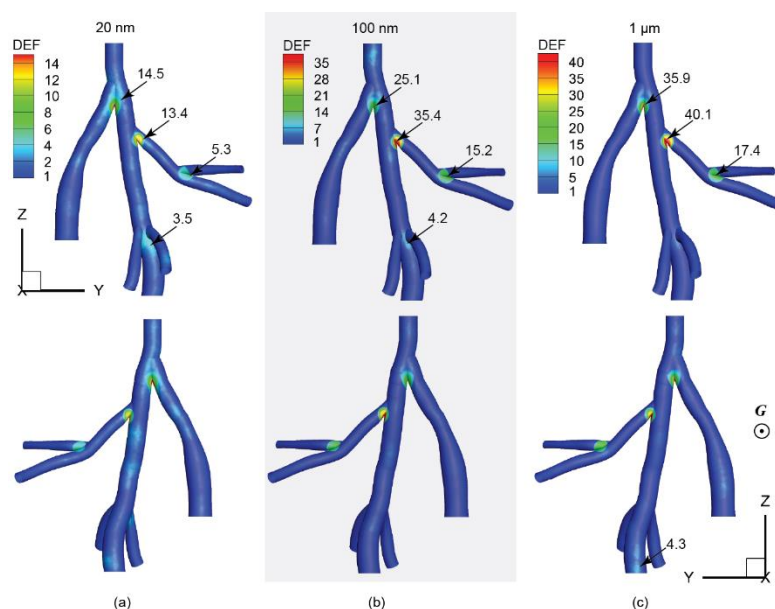 20 nm
DEF
14
12
10
8
6
4
2
1
14.5
13.4
5.3
3.5
Z
X
Y
100 nm
DEF
35
28
21
14
7
1
25.1
35.4
15.2
4.2
1 µm
DEF
40
35
30
25
20
15
10
5
1
35.9
40.1
17.4
G
Z
Y
X
4.3
(a)
(b)
(c)